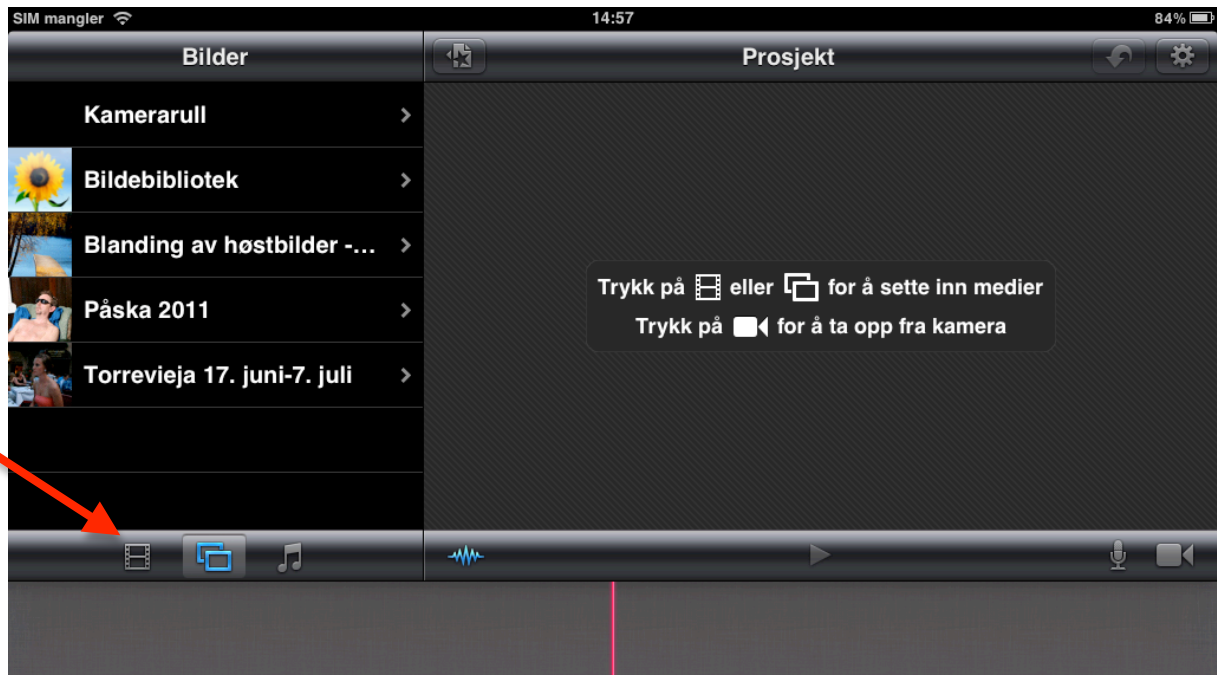 SIM mangler 14:57 84%
Bilder
Prosjekt
Kamerarull
Bildebibliotek
Blanding av høstbilder -...
Påska 2011
Torrevieja 17. juni-7. juli
Trykk på eller for å sette inn medier
Trykk på for å ta opp fra kamera